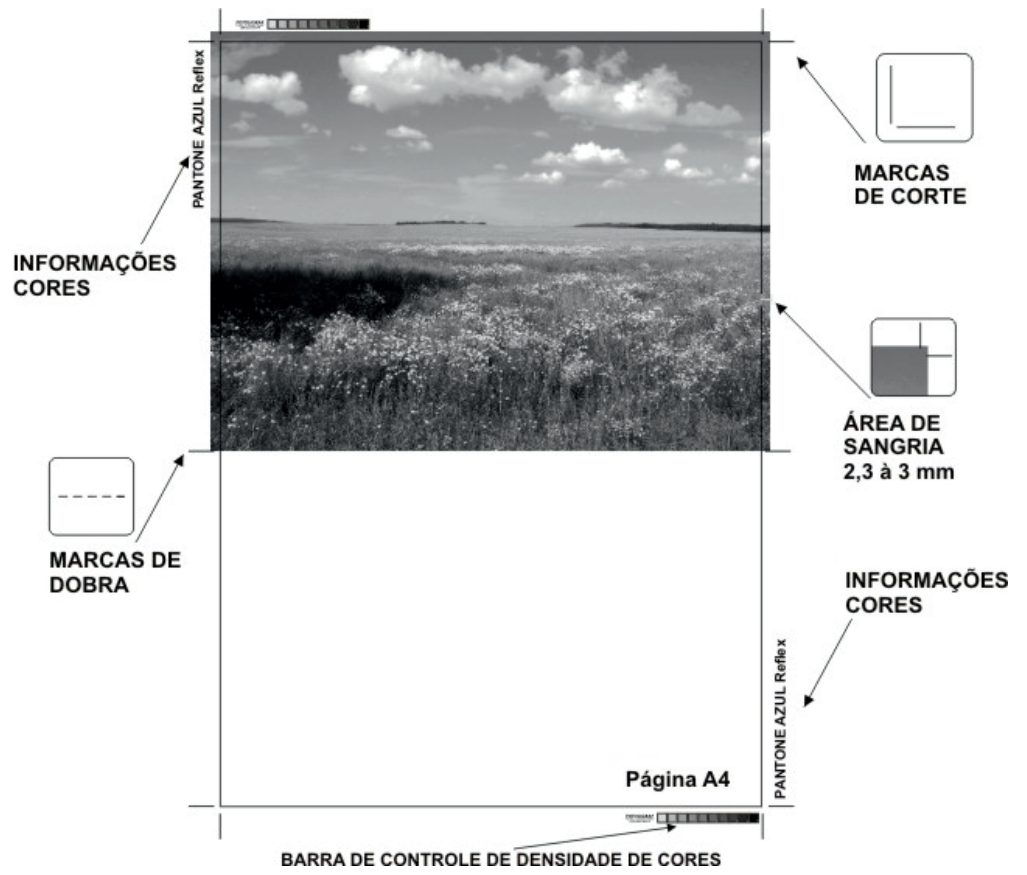 PANTONE AZUL Reflex
MARCAS
DE CORTE
INFORMAÇÕES
CORES
ÁREA DE
SANGRIA
2,3 à 3 mm
MARCAS DE
DOBRA
INFORMAÇÕES
CORES
PANTONE AZUL Reflex
Página A4
BARRA DE CONTROLE DE DENSIDADE DE CORES